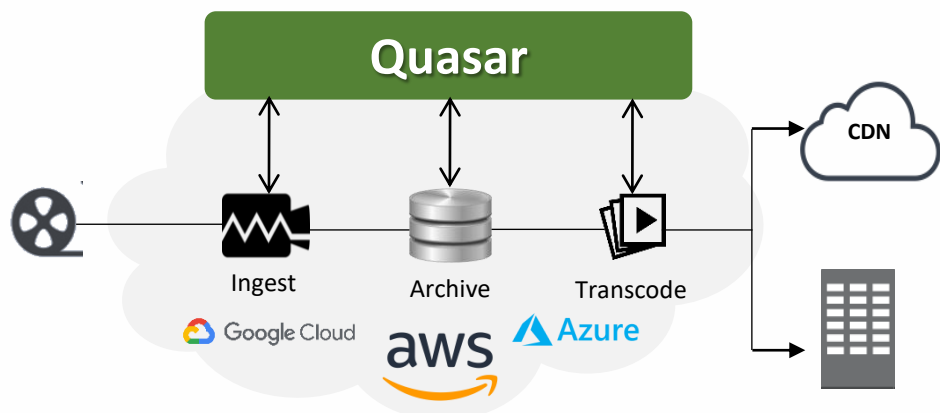 Quasar
CDN
Ingest
Archive
Transcode
Google Cloud
aws
Azure